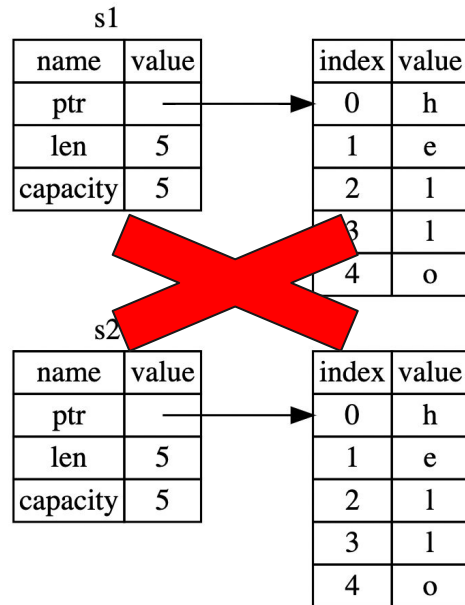 s1
name value
ptr
len 5
capacity 5
index value
0 h
1 e
2 l
3 l
4 o
s2
name value
ptr
len 5
capacity 5
index value
0 h
1 e
2 l
3 l
4 o